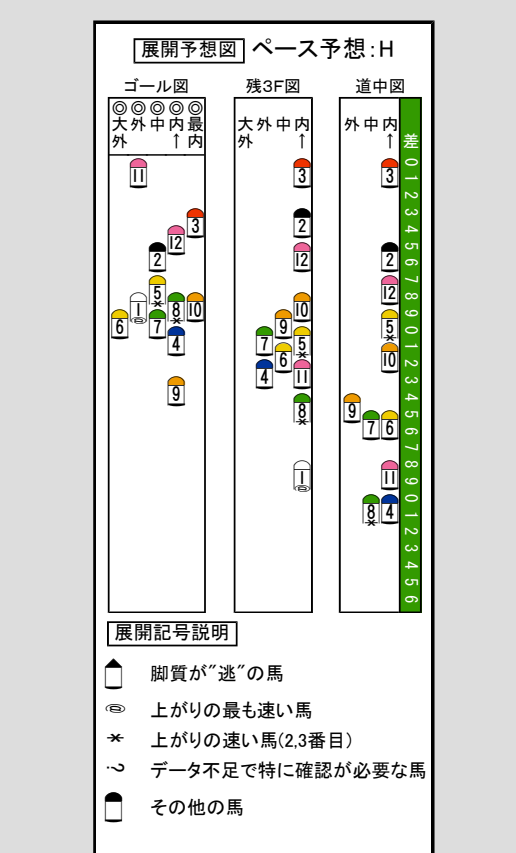 展開予想図 ペース予想:H
ゴール図 残3F図 道中図
◎◎◎◎◎
大外 外 中 内↑ 最内
大外 外 中 内↑
外 中 内↑
差
0 1 2 3 4 5 6 7 8 9 0 1 2 3 4 5 6 7 8 9 0 1 2 3 4 5 6
11
3
12
2
5
1 8 10
6 7
4
9
3
2
12
10
9
7 5
6
4 11
8
1
3
2
12
5
10
9
7 6
11
8 4
展開記号説明
脚質が"逃"の馬
上がりの最も速い馬
上がりの速い馬(2,3番目)
? データ不足で特に確認が必要な馬
その他の馬